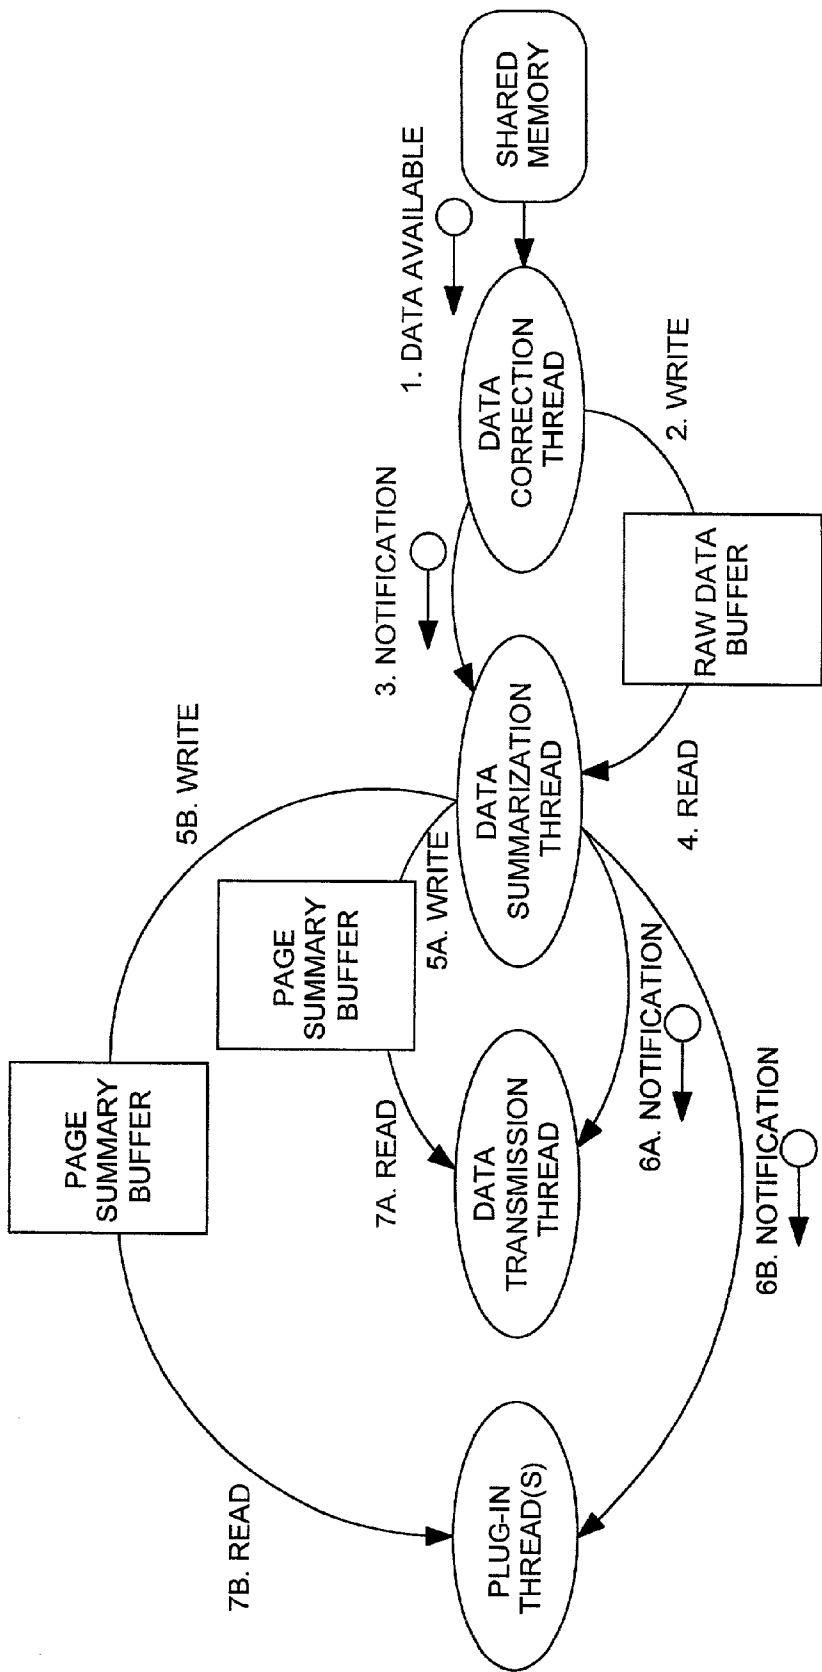 PAGE
SUMMARY
BUFFER
5B. WRITE
7B. READ
PAGE
SUMMARY
BUFFER
5A. WRITE
7A. READ
3. NOTIFICATION
1. DATA AVAILABLE
PLUG-IN
THREAD(S)
DATA
TRANSMISSION
THREAD
DATA
SUMMARIZATION
THREAD
DATA
CORRECTION
THREAD
SHARED
MEMORY
6A. NOTIFICATION
4. READ
RAW DATA
BUFFER
2. WRITE
6B. NOTIFICATION